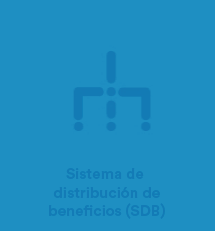 Sistema de
distribución de
beneficios (SDB)